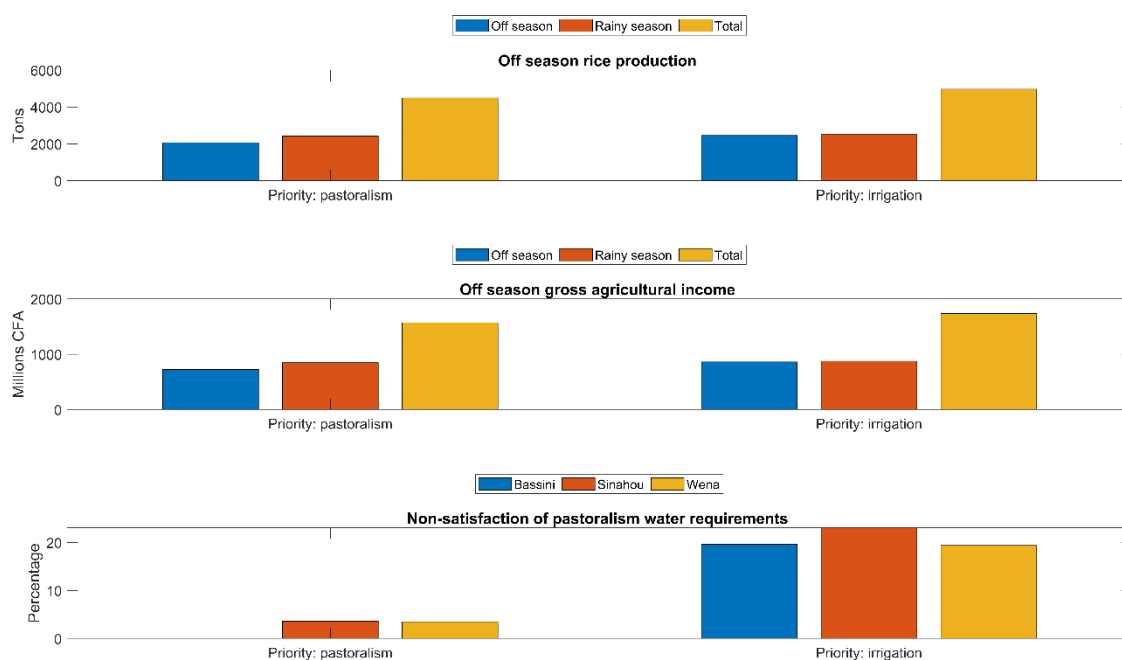 Off season Rainy season Total
Off season rice production
6000
4000
2000
0
Tons
Priority: pastoralism Priority: irrigation
Off season Rainy season Total
Off season gross agricultural income
2000
1000
0
Millions CFA
Priority: pastoralism Priority: irrigation
Bassini Sinahou Wena
Non-satisfaction of pastoralism water requirements
20
10
0
Percentage
Priority: pastoralism Priority: irrigation